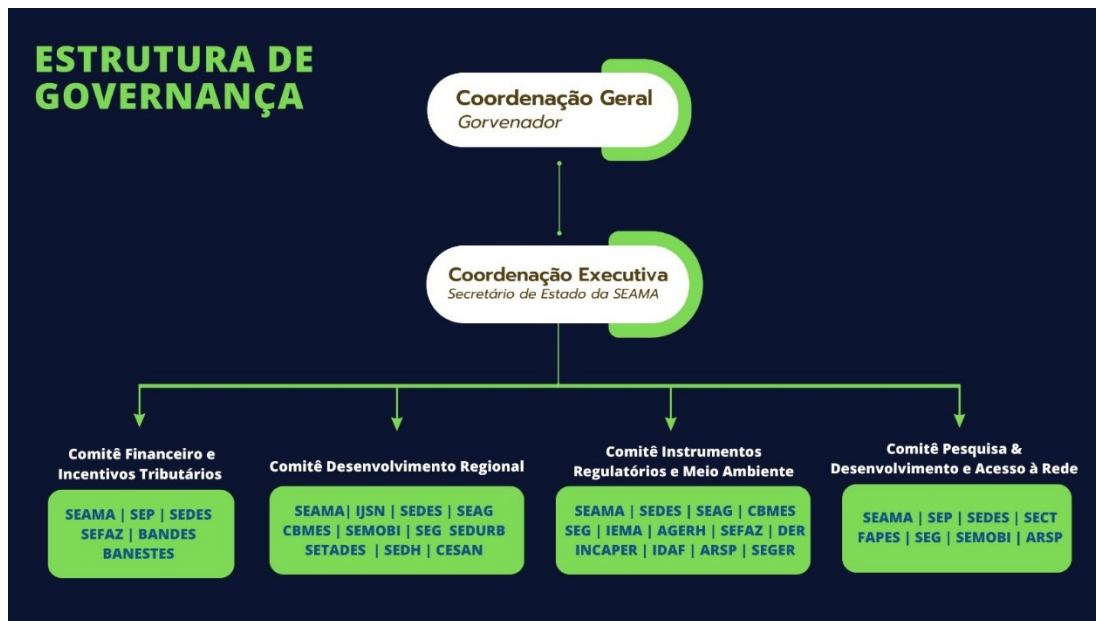 ESTRUTURA DE
GOVERNANÇA
Coordenação Geral
Gorvenador
Coordenação Executiva
Secretário de Estado da SEAMA
Comitê Financeiro e
Incentivos Tributários
SEAMA | SEP | SEDES
SEFAZ | BANDES
BANESTES
Comitê Desenvolvimento Regional
SEAMA| IJSN | SEDES | SEAG
CBMES | SEMOBI | SEG SEDURB
SETADES | SEDH | CESAN
Comitê Instrumentos
Regulatórios e Meio Ambiente
SEAMA | SEDES | SEAG | CBMES
SEG | IEMA | AGERH | SEFAZ | DER
INCAPER | IDAF | ARSP | SEGER
Comitê Pesquisa &
Desenvolvimento e Acesso à Rede
SEAMA | SEP | SEDES | SECT
FAPES | SEG | SEMOBI | ARSP